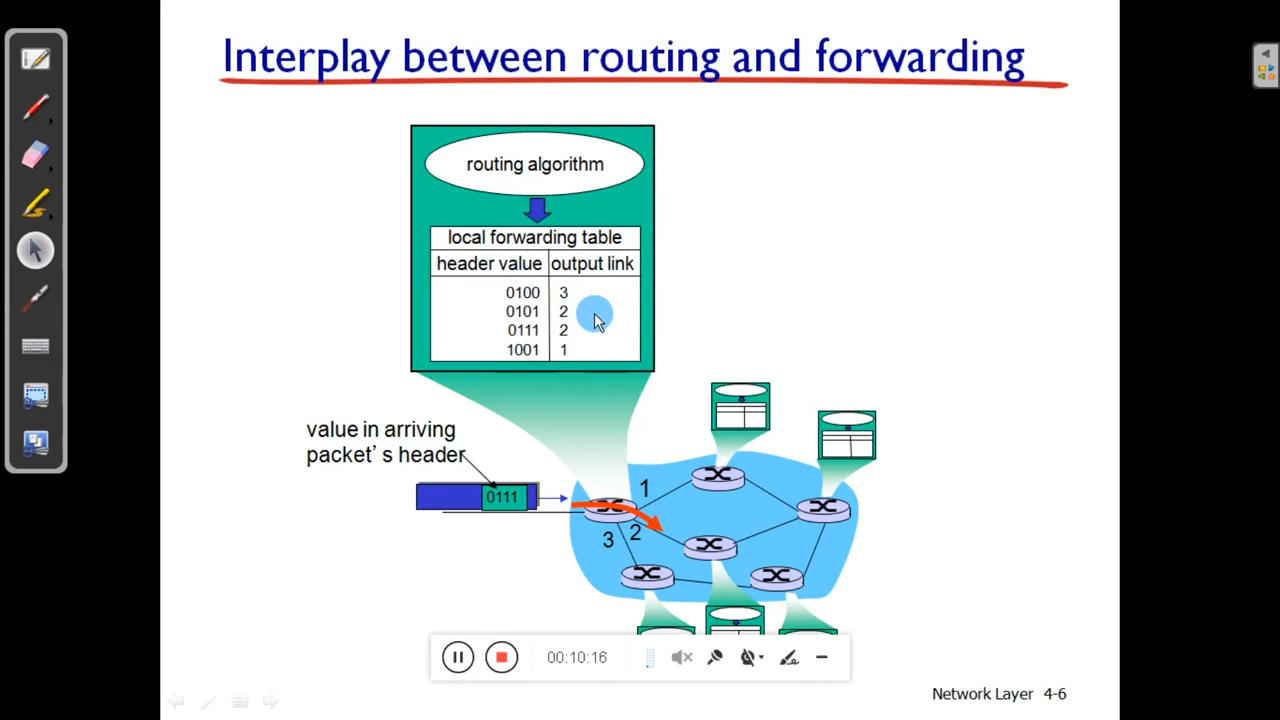 Interplay between routing and forwarding
routing algorithm
local forwarding table
header value output link
0100 3
0101 2
0111 2
1001 1
value in arriving
packet's header
0111
1
2
3
00:10:16
Network Layer 4-6